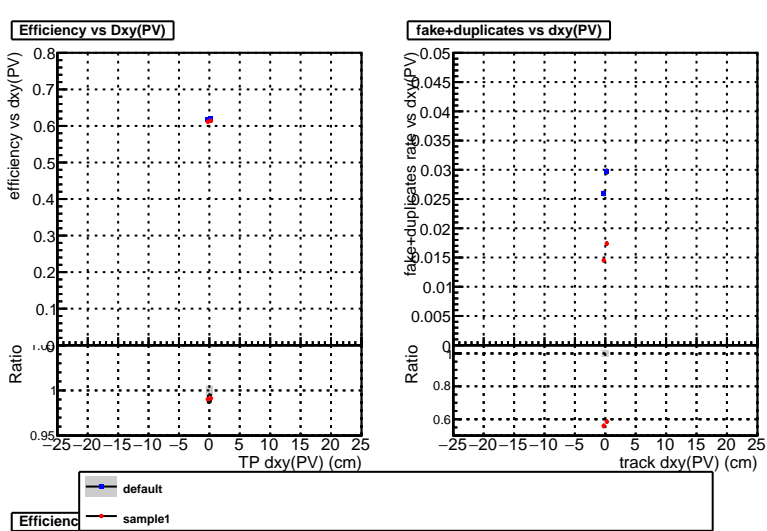 Efficiency vs Dxy(PV)
fake+duplicates vs dxy(PV)
efficiency vs dxy(PV)
0.8
0.7
0.6
0.5
0.4
0.3
0.2
0.1
0
fake+duplicates rate vs dxy(PV)
0.05
0.045
0.04
0.035
0.03
0.025
0.02
0.015
0.01
0.005
0
Ratio
1
0.95
−25 −20 −15 −10 −5 0 5 10 15 20 25
TP dxy(PV) (cm)
Ratio
1
0.8
0.6
−25 −20 −15 −10 −5 0 5 10 15 20 25
track dxy(PV) (cm)
default
sample1
Efficienc